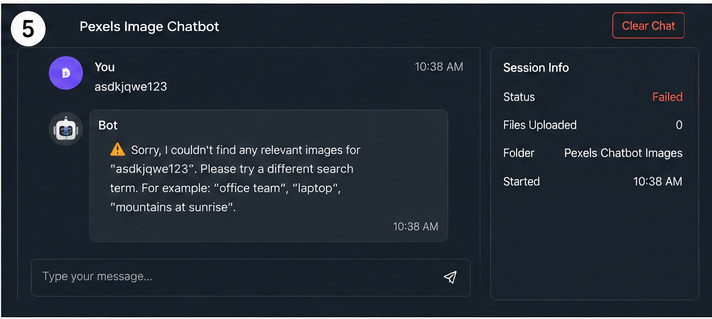 5
Pexels Image Chatbot
Clear Chat
D
You
10:38 AM
asdkjqwe123
Bot
Sorry, I couldn't find any relevant images for
"asdkjqwe123". Please try a different search
term. For example: "office team", "laptop",
"mountains at sunrise".
10:38 AM
Type your message...
Session Info
Status Failed
Files Uploaded 0
Folder Pexels Chatbot Images
Started 10:38 AM